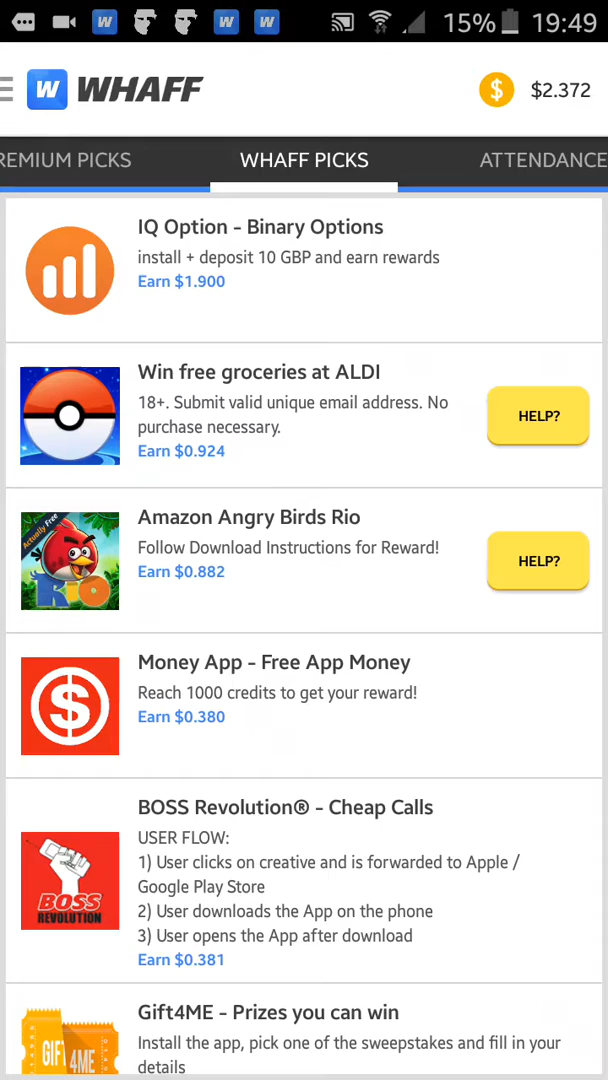 15% 19:49
W WHAFF $ $2.372
REMIUM PICKS WHAFF PICKS ATTENDANCE
IQ Option - Binary Options
install + deposit 10 GBP and earn rewards
Earn $1.900
Win free groceries at ALDI
18+. Submit valid unique email address. No
purchase necessary.
Earn $0.924
HELP?
Actually Free
RIO
Amazon Angry Birds Rio
Follow Download Instructions for Reward!
Earn $0.882
HELP?
$
Money App - Free App Money
Reach 1000 credits to get your reward!
Earn $0.380
BOSS
REVOLUTION
BOSS Revolution® - Cheap Calls
USER FLOW:
1) User clicks on creative and is forwarded to Apple /
Google Play Store
2) User downloads the App on the phone
3) User opens the App after download
Earn $0.381
GIFT 4ME
Gift4ME - Prizes you can win
Install the app, pick one of the sweepstakes and fill in your
details